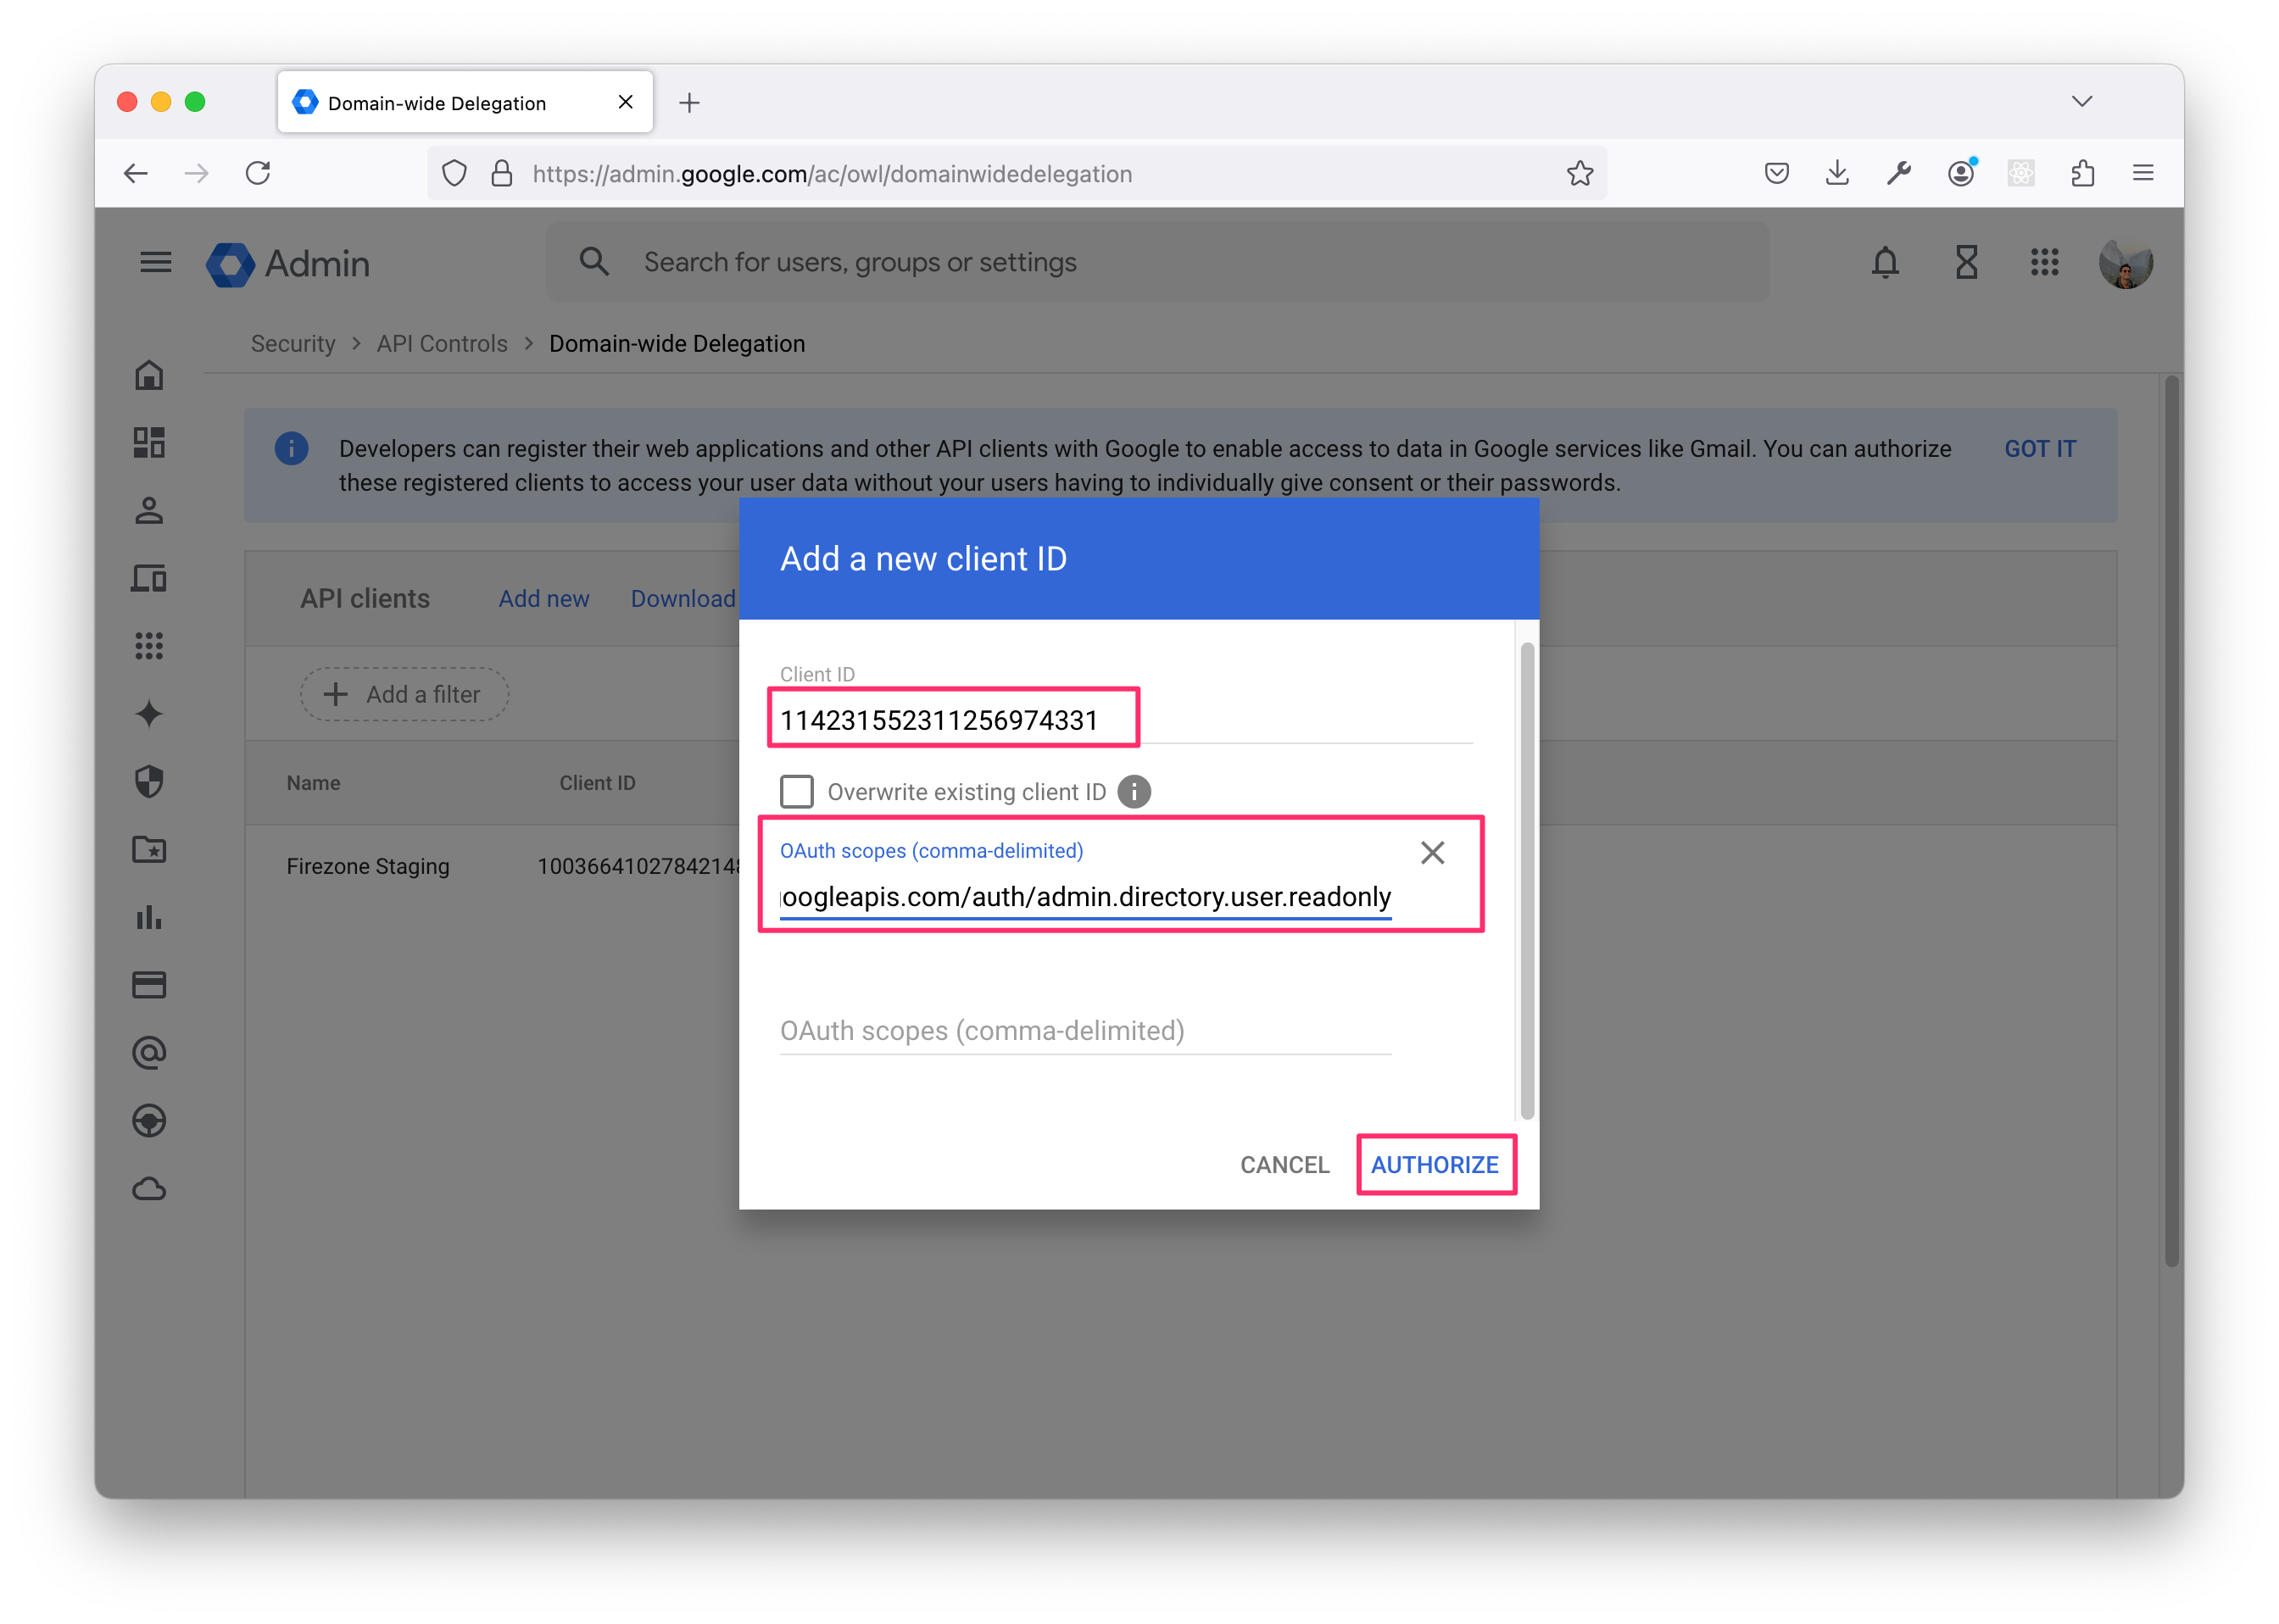 Domain-wide Delegation
https://admin.google.com/ac/owl/domainwidedelegation
Admin
Search for users, groups or settings
Security > API Controls > Domain-wide Delegation
Developers can register their web applications and other API clients with Google to enable access to data in Google services like Gmail. You can authorize
these registered clients to access your user data without your users having to individually give consent or their passwords.
GOT IT
API clients Add new Download
Add a filter
Name Client ID
Firezone Staging 1003664102784214
Add a new client ID
Client ID
114231552311256974331
Overwrite existing client ID
OAuth scopes (comma-delimited)
oogleapis.com/auth/admin.directory.user.readonly
OAuth scopes (comma-delimited)
CANCEL AUTHORIZE